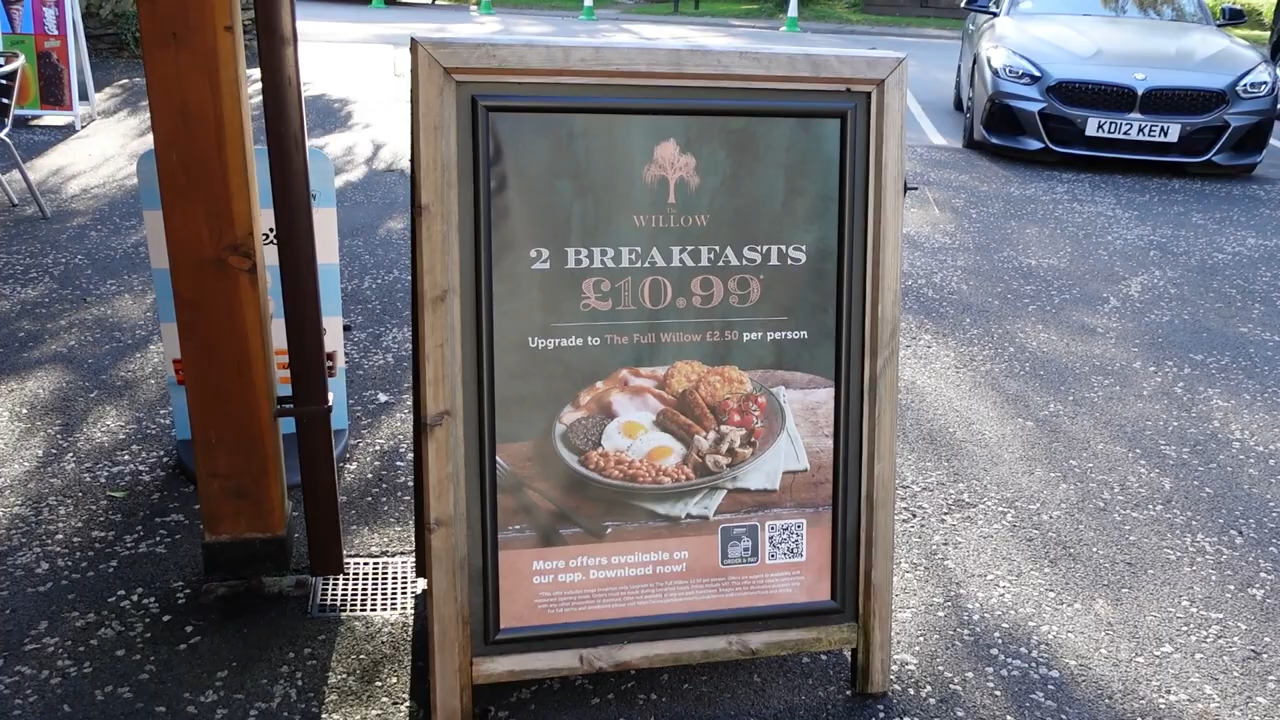 The
WILLOW
2 BREAKFASTS
£10.99*
Upgrade to The Full Willow £2.50 per person
More offers available on
our app. Download now!
ORDER & PAY
KD12 KEN